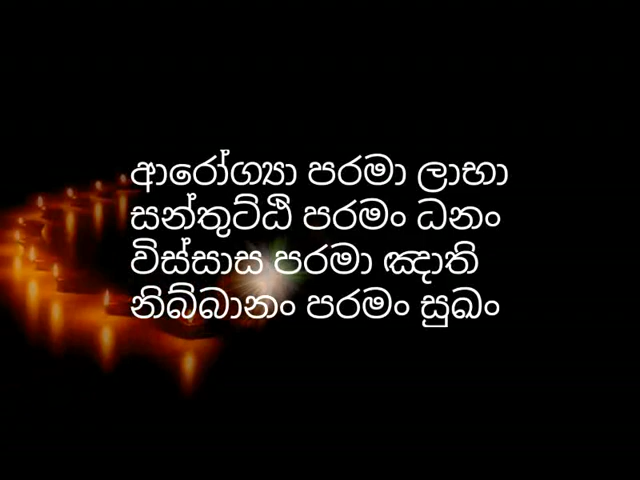 ආරෝග්‍යා පරමා ලාභා
සන්තුට්ඨි පරමං ධනං
විස්සාස පරමා ඤාති
නිබ්බානං පරමං සුඛං